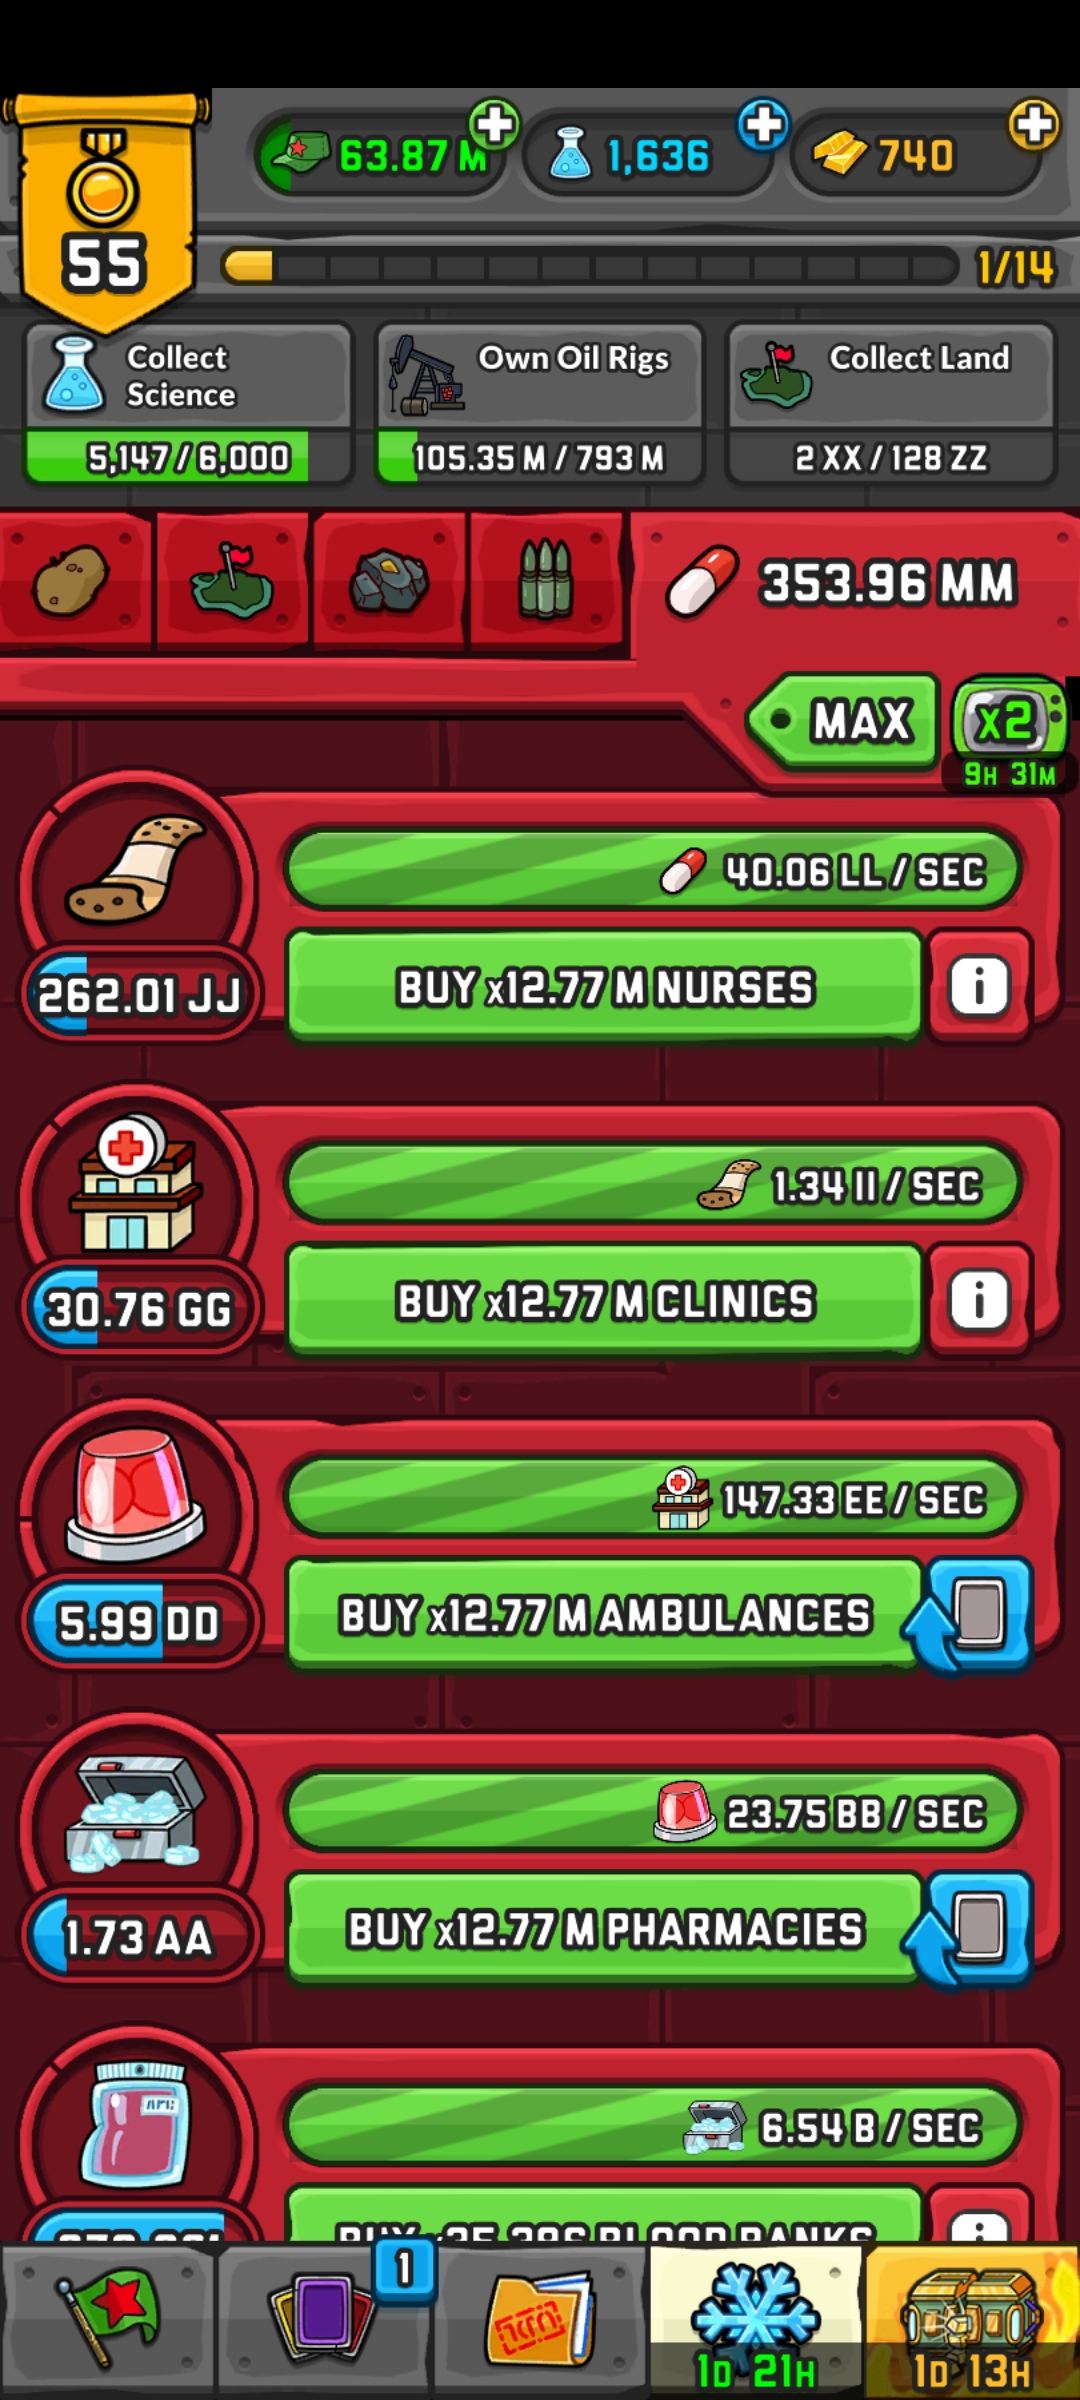 63.87 M
1,636
740
55
1/14
Collect
Science
Own Oil Rigs
Collect Land
5,147 / 6,000
105.35 M / 793 M
2 XX / 128 ZZ
353.96 MM
MAX
x2
9H 31M
40.06 LL / SEC
262.01 JJ
BUY x12.77 M NURSES
i
1.34 II / SEC
30.76 GG
BUY x12.77 M CLINICS
i
147.33 EE / SEC
5.99 DD
BUY x12.77 M AMBULANCES
23.75 BB / SEC
1.73 AA
BUY x12.77 M PHARMACIES
6.54 B / SEC
BUY x35,386 BLOOD BANKS
i
1
1D 21H
1D 13H